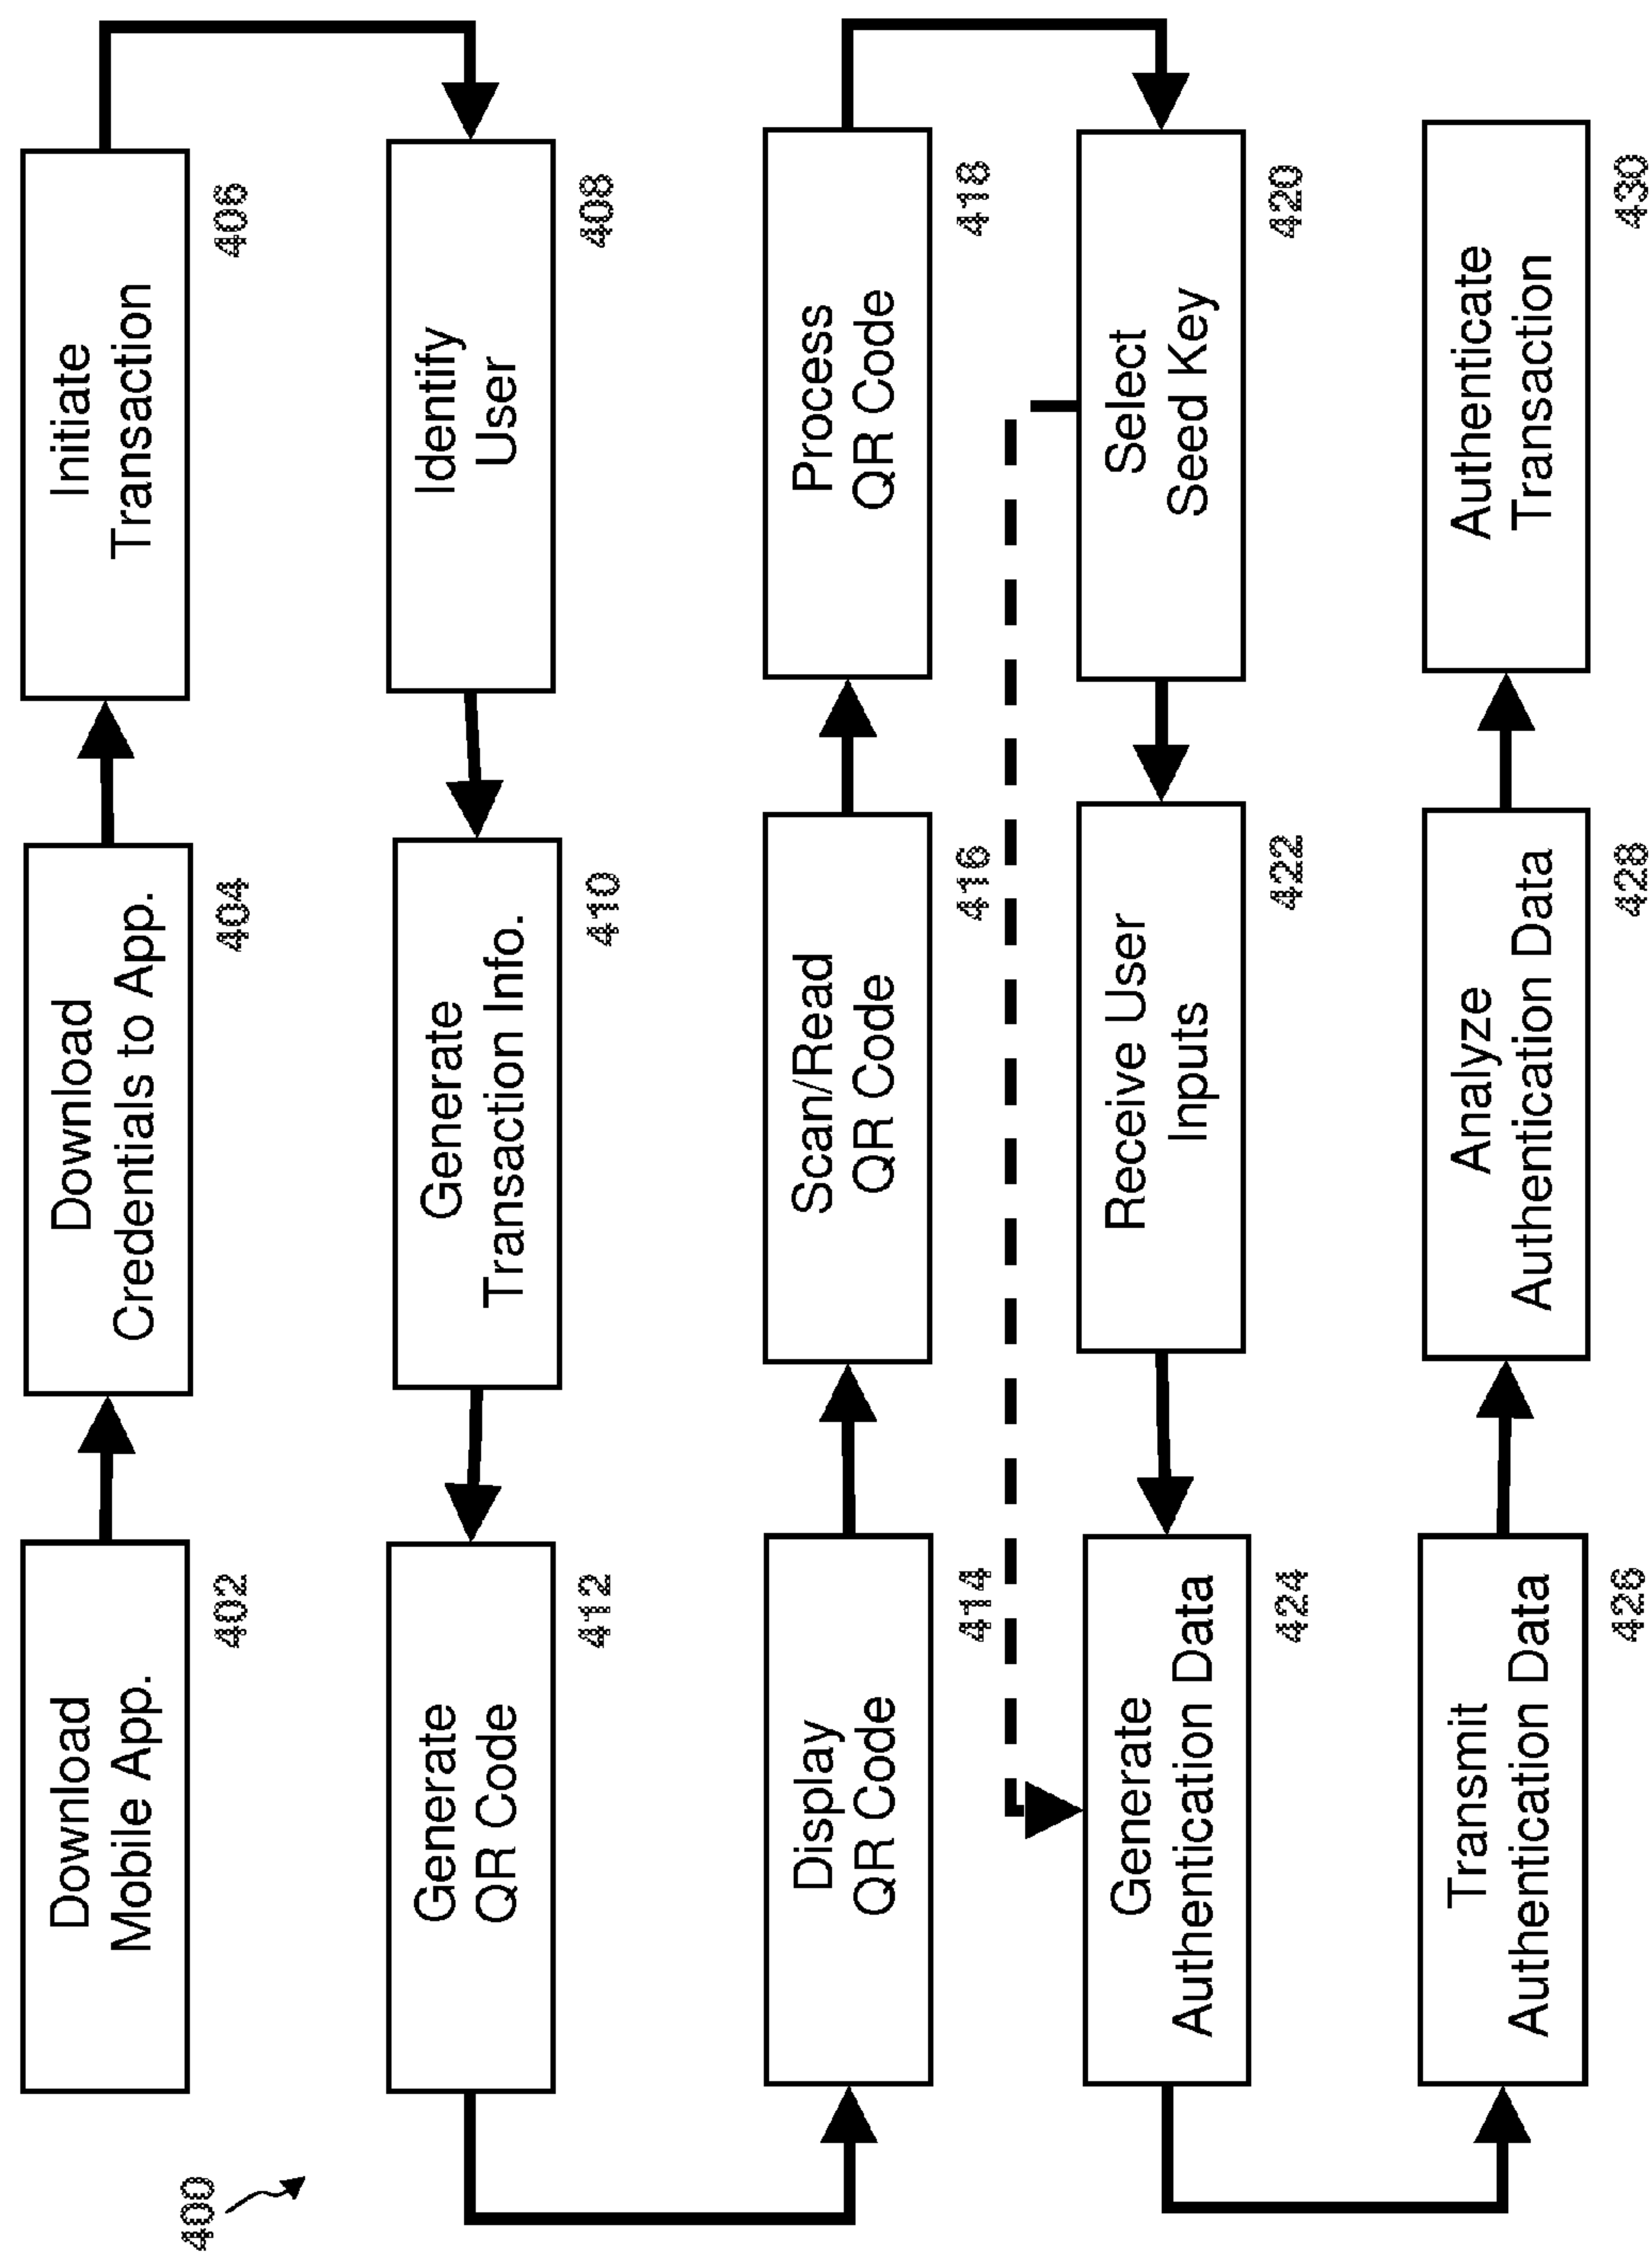 400
Download
Mobile App.
402
Download
Credentials to App.
404
Initiate
Transaction
406
Identify
User
408
Generate
Transaction Info.
410
Generate
QR Code
412
Display
QR Code
414
Scan/Read
QR Code
416
Process
QR Code
418
Select
Seed Key
420
Receive User
Inputs
422
Generate
Authentication Data
424
Transmit
Authentication Data
426
Analyze
Authentication Data
428
Authenticate
Transaction
430